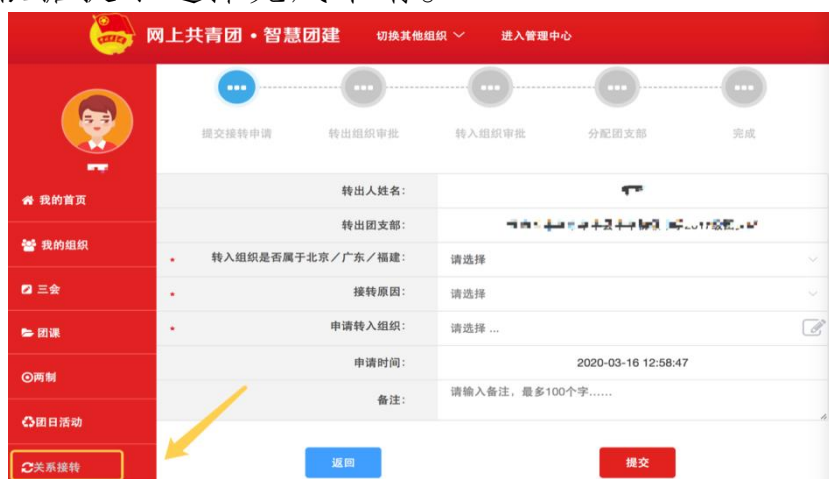 网上共青团·智慧团建 切换其他组织 进入管理中心
提交接转申请 转出组织审批 转入组织审批 分配团支部 完成
转出人姓名：
转出团支部：
* 转入组织是否属于北京／广东／福建： 请选择
* 接转原因： 请选择
* 申请转入组织： 请选择 ...
申请时间： 2020-03-16 12:58:47
备注： 请输入备注，最多100个字……
返回 提交
我的首页
我的组织
三会
团课
两制
团日活动
关系接转